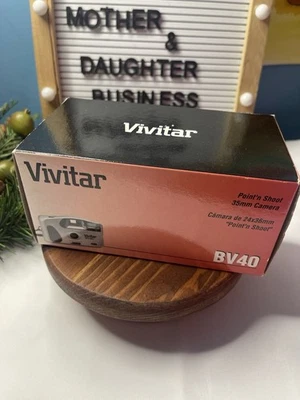 MOTHER
&
DAUGHTER
BUSINESS
Vivitar
Vivitar
Point'n Shoot
35mm Camera
Cámara de 24x36mm
"Point'n Shoot"
BV40